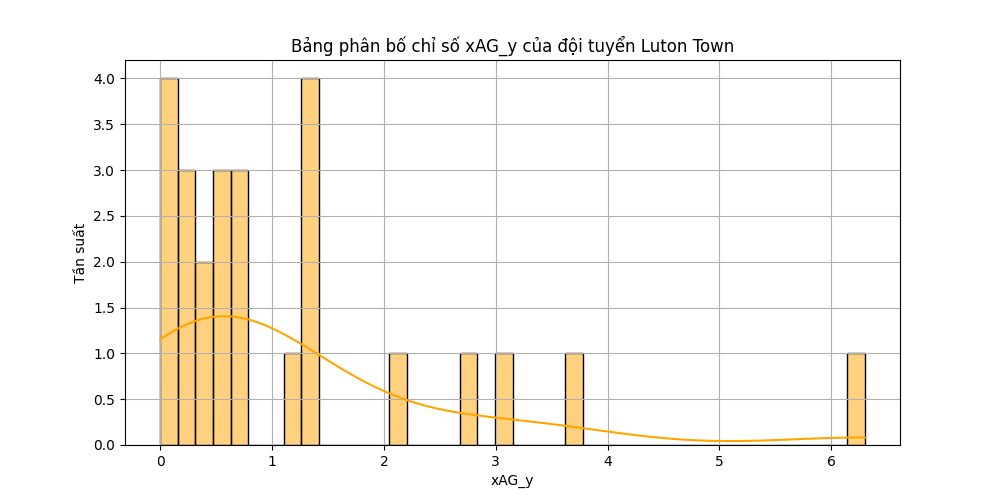 Bảng phân bố chỉ số xAG_y của đội tuyển Luton Town
Tần suất
4.0
3.5
3.0
2.5
2.0
1.5
1.0
0.5
0.0
0 1 2 3 4 5 6
xAG_y